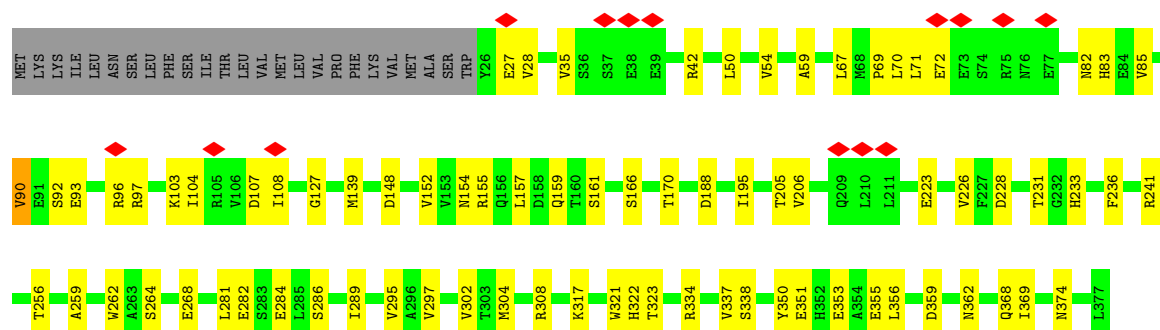 MET LYS LYS ILE LEU ASN SER LEU PHE SER ILE THR LEU VAL MET LEU VAL PRO PHE LYS VAL MET ALA SER TRP Y26 E27 V28 V35 S36 S37 E38 E39 R42 L50 V54 A59 L67 M68 P69 L70 L71 E72 E73 S74 R75 N76 E77 N82 H83 E84 V85
V90 E91 S92 E93 R96 R97 K103 I104 R105 V106 D107 I108 G127 M139 D148 V152 V153 N154 R155 Q156 L157 D158 Q159 T160 S161 S166 T170 D188 I195 T205 V206 Q209 L210 L211 E223 V226 F227 D228 T231 G232 H233 F236 R241
T256 A259 W262 A263 S264 E268 L281 E282 S283 E284 L285 S286 I289 V295 A296 V297 V302 T303 M304 R308 K317 W321 H322 T323 R334 V337 S338 Y350 E351 H352 E353 A354 E355 L356 D359 N362 Q368 I369 N374 L377